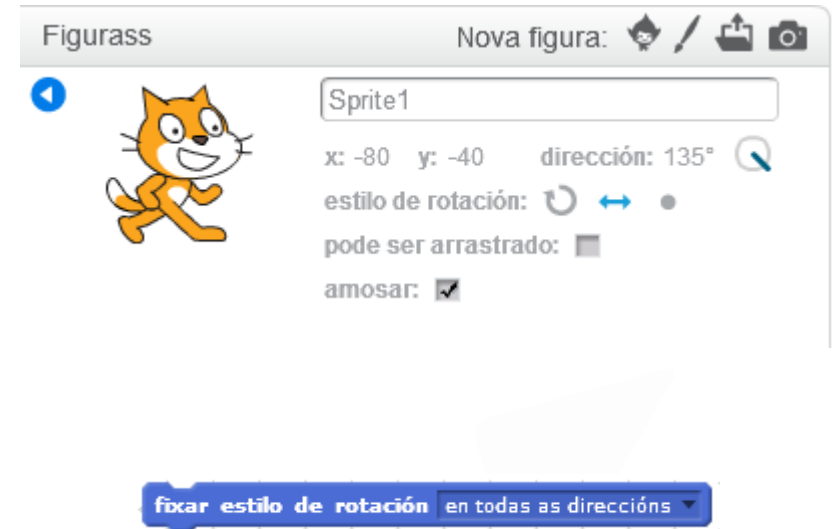 Figurass Nova figura:
Sprite1
x: -80 y: -40 dirección: 135°
estilo de rotación:
pode ser arrastrado:
amosar:
fixar estilo de rotación en todas as direccións